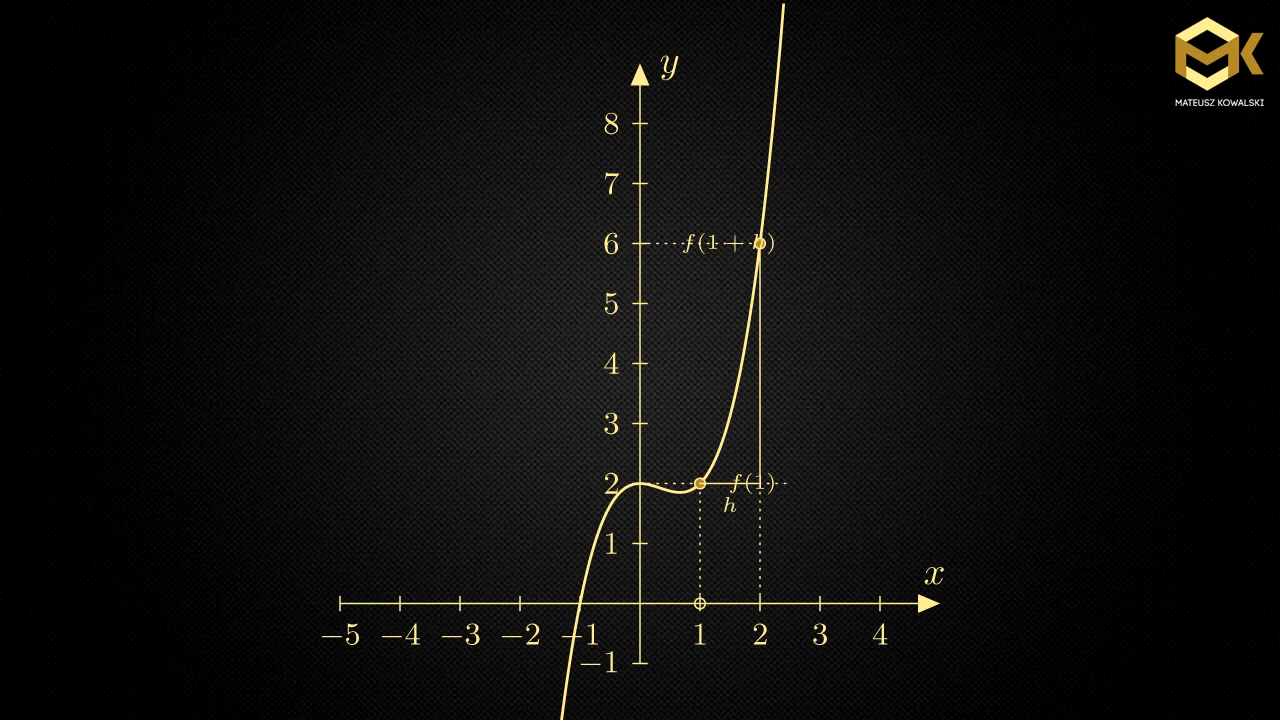 y
MATEUSZ KOWALSKI
8
7
6 f(1 + h)
5
4
3
2 f(1)
h
1
x
−5 −4 −3 −2 −1 1 2 3 4
−1